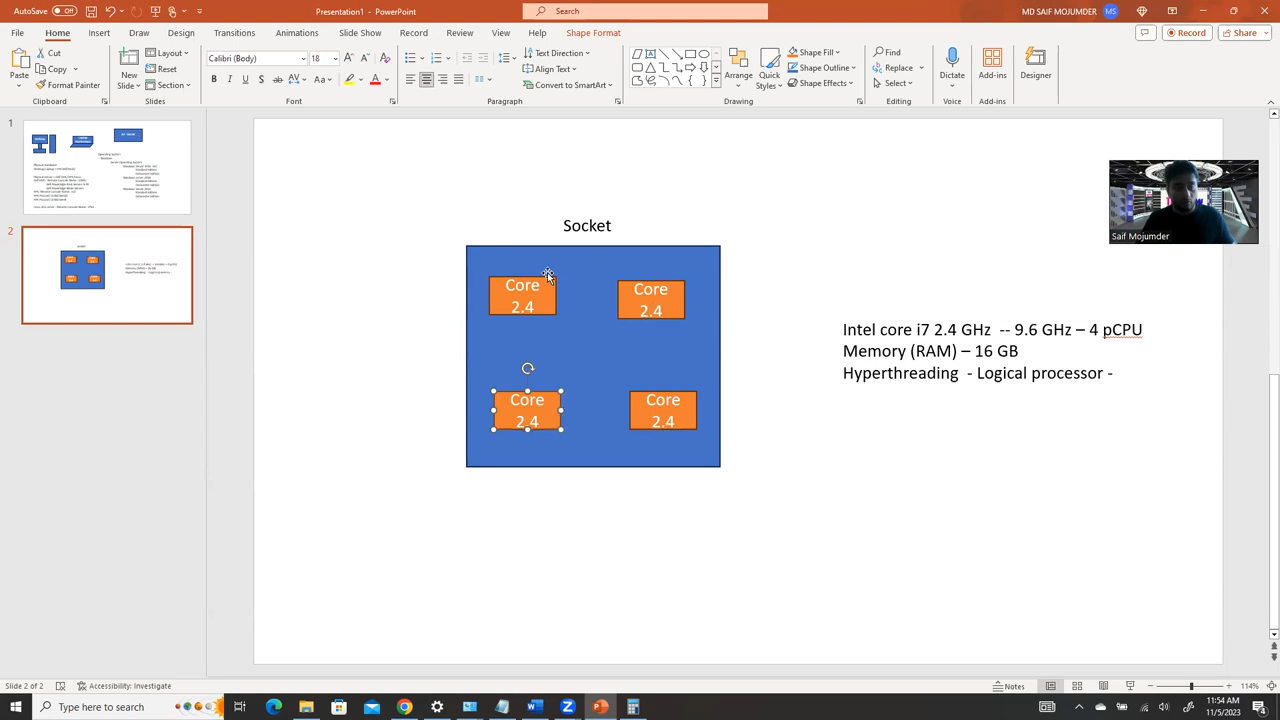 AutoSave Off
Presentation1 - PowerPoint
Search
MD SAIF MOJUMDER MS
File Home Insert Draw Design Transitions Animations Slide Show Record Review View Help Shape Format
Record Share
Paste
Cut
Copy
Format Painter
Clipboard
New
Slides
Layout
Reset
Section
Slides
Calibri (Body) 18
Font
Text Direction
Align Text
Convert to SmartArt
Paragraph
Arrange
Quick
Styles
Shape Fill
Shape Outline
Shape Effects
Drawing
Find
Replace
Select
Editing
Dictate
Voice
Add-ins
Add-ins
Designer
1
2
Socket
Core
2.4
Core
2.4
Core
2.4
Core
2.4
Intel core i7 2.4 GHz -- 9.6 GHz – 4 pCPU
Memory (RAM) – 16 GB
Hyperthreading - Logical processor -
Saif Mojumder
Slide 2 of 2
Accessibility: Investigate
Notes
114%
Type here to search
11:54 AM
11/5/2023